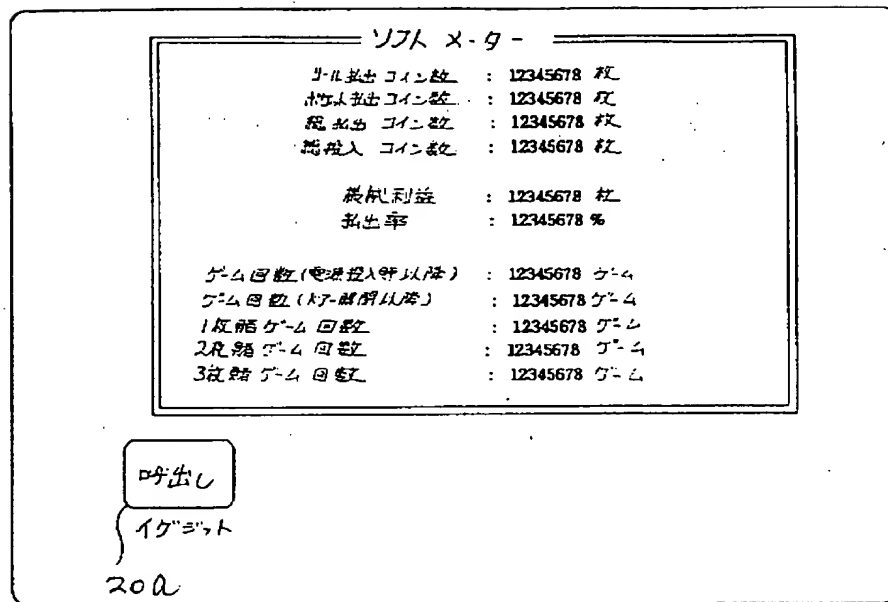 ソフト メーター
リール払出 コイン数 : 12345678 枚
ホッパ払出 コイン数 : 12345678 枚
総払出 コイン数 : 12345678 枚
総投入 コイン数 : 12345678 枚
機械利益 : 12345678 枚
払出率 : 12345678 %
ゲーム回数(電源投入時以降) : 12345678 ゲーム
ゲーム回数(ドアー開閉以降) : 12345678 ゲーム
1枚賭ゲーム回数 : 12345678 ゲーム
2枚賭ゲーム回数 : 12345678 ゲーム
3枚賭ゲーム回数 : 12345678 ゲーム
呼出し
イグジット
20a